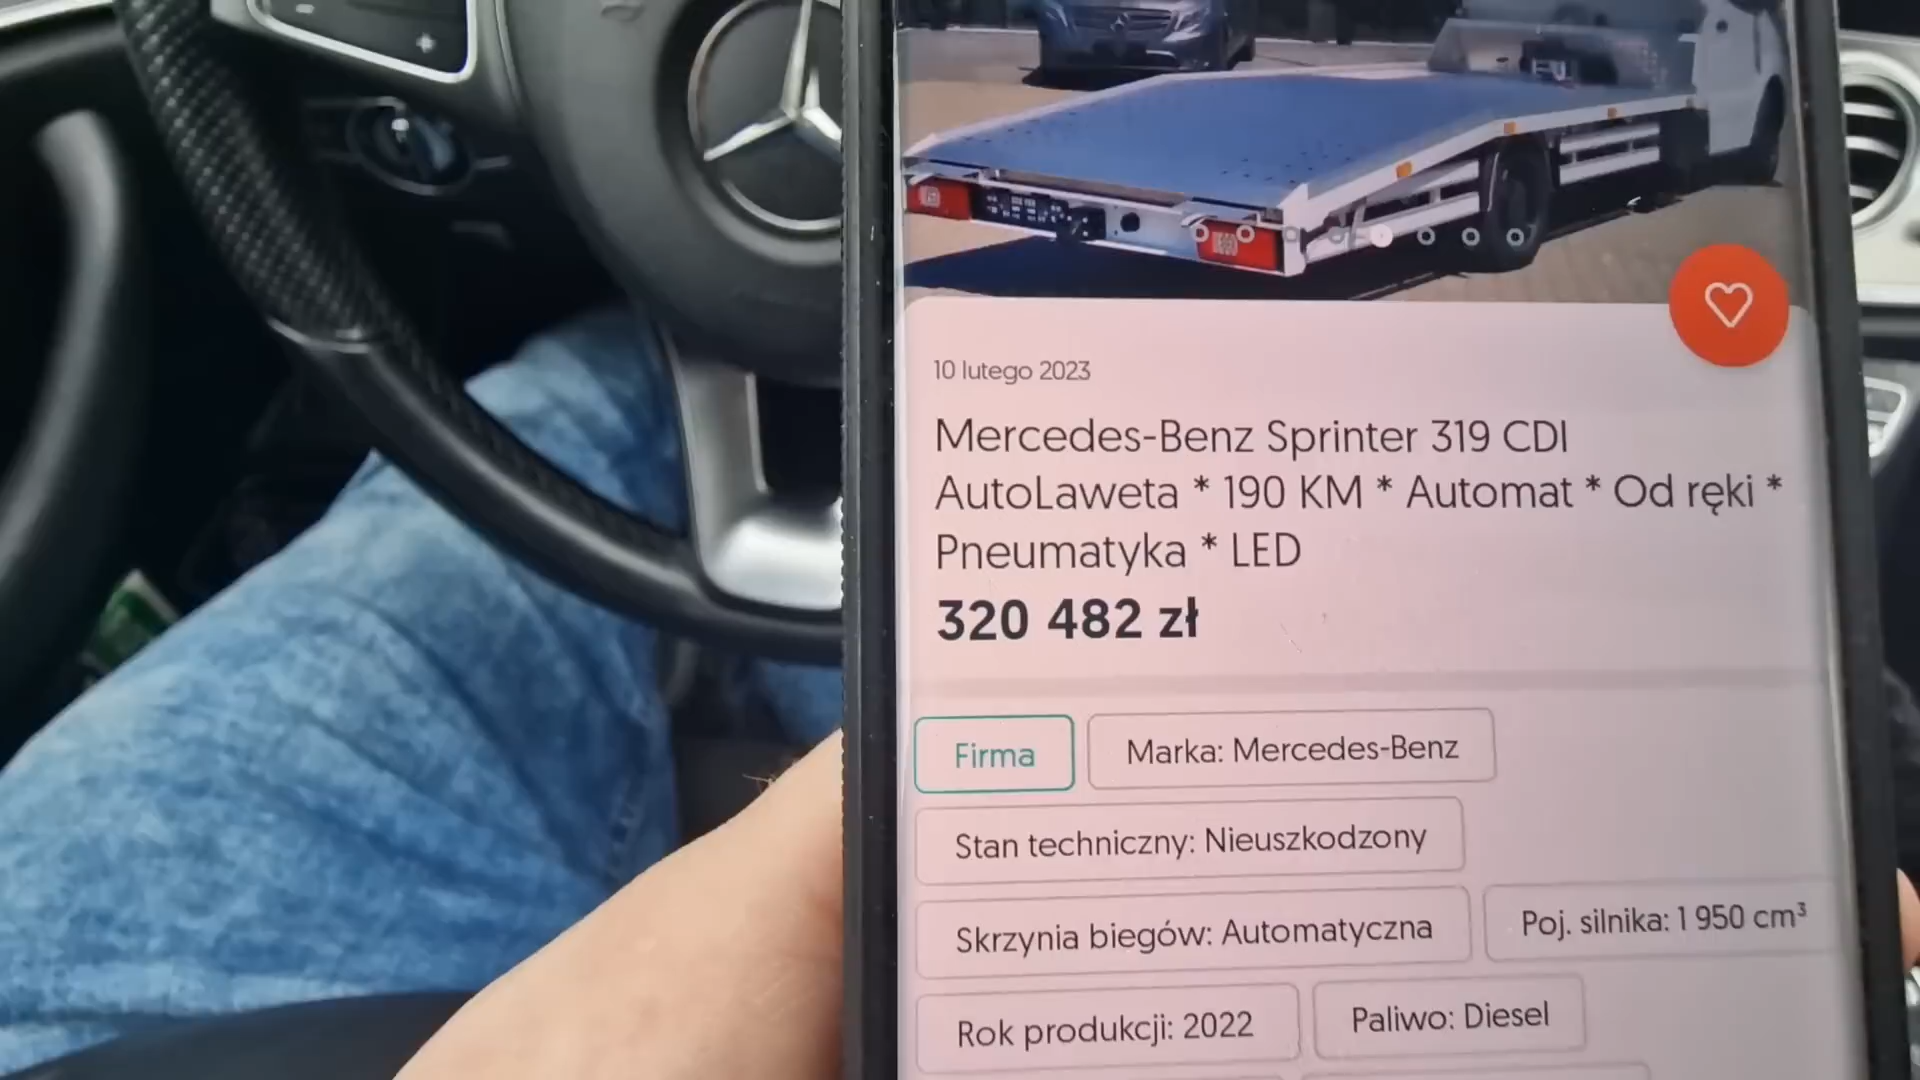 10 lutego 2023
Mercedes-Benz Sprinter 319 CDI
AutoLaweta * 190 KM * Automat * Od ręki *
Pneumatyka * LED
320 482 zł
Firma
Marka: Mercedes-Benz
Stan techniczny: Nieuszkodzony
Skrzynia biegów: Automatyczna
Poj. silnika: 1 950 cm³
Rok produkcji: 2022
Paliwo: Diesel